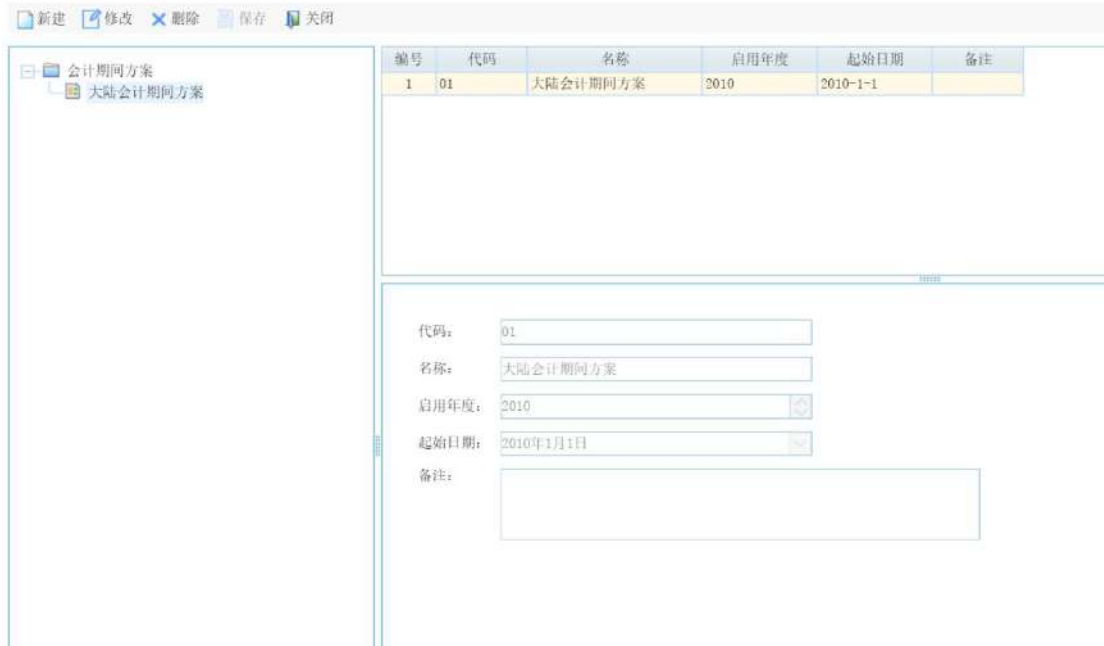 新建 修改 删除 保存 关闭
会计期间方案
大陆会计期间方案
编号 代码 名称 启用年度 起始日期 备注
1 01 大陆会计期间方案 2010 2010-1-1
代码: 01
名称: 大陆会计期间方案
启用年度: 2010
起始日期: 2010年1月1日
备注: